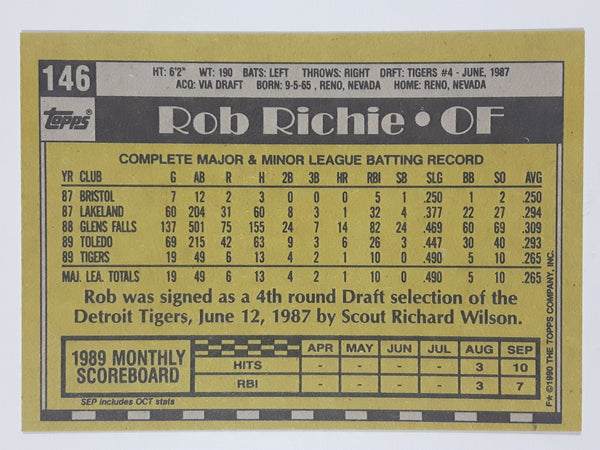 146
HT: 6'2" WT: 190 BATS: LEFT THROWS: RIGHT DRFT: TIGERS #4 - JUNE, 1987
ACQ: VIA DRAFT BORN: 9-5-65 , RENO, NEVADA HOME: RENO, NEVADA
Topps®
Rob Richie • OF
COMPLETE MAJOR & MINOR LEAGUE BATTING RECORD
YR CLUB G AB R H 2B 3B HR RBI SB SLG BB SO AVG
87 BRISTOL 7 12 2 3 0 0 0 5 1 .250 1 2 .250
87 LAKELAND 60 204 31 60 8 3 1 32 4 .377 22 27 .294
88 GLENS FALLS 137 501 75 155 24 7 14 82 24 .469 60 69 .309
89 TOLEDO 69 215 42 63 9 3 6 26 3 .447 30 40 .293
89 TIGERS 19 49 6 13 4 2 1 10 0 .490 5 10 .265
MAJ. LEA. TOTALS 19 49 6 13 4 2 1 10 0 .490 5 10 .265
Rob was signed as a 4th round Draft selection of the
Detroit Tigers, June 12, 1987 by Scout Richard Wilson.
1989 MONTHLY
SCOREBOARD
APR MAY JUN JUL AUG SEP
HITS - - - - 3 10
RBI - - - - 3 7
SEP includes OCT stats
F* ©1990 THE TOPPS COMPANY, INC.